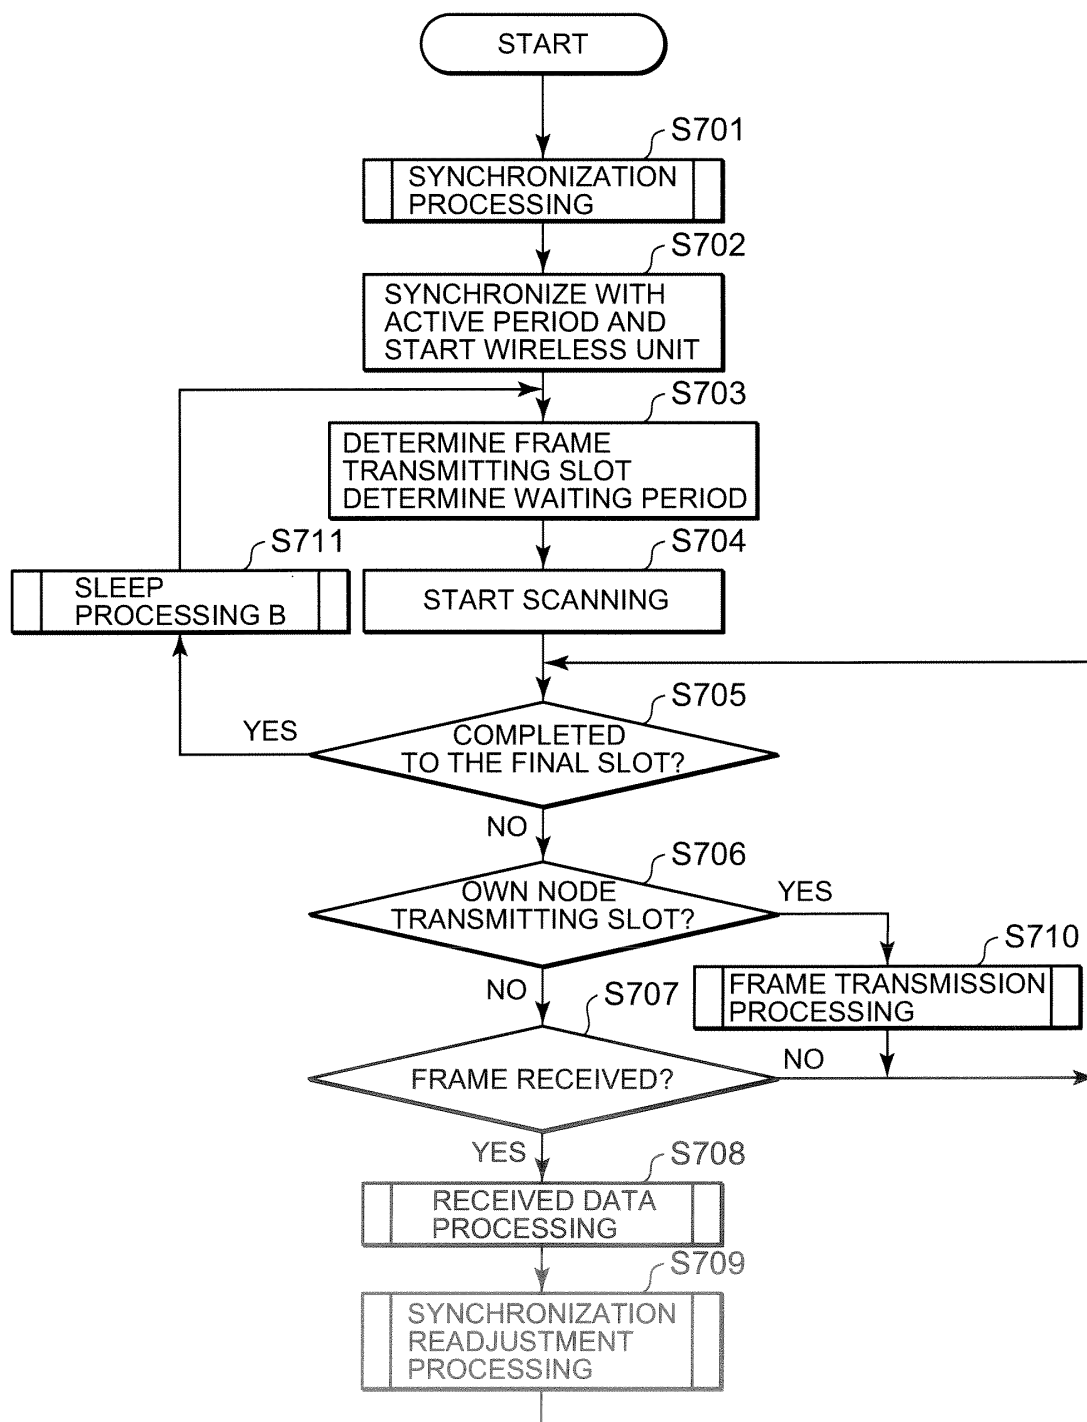 START
S701
SYNCHRONIZATION
PROCESSING
S702
SYNCHRONIZE WITH
ACTIVE PERIOD AND
START WIRELESS UNIT
S703
DETERMINE FRAME
TRANSMITTING SLOT
DETERMINE WAITING PERIOD
S711
SLEEP
PROCESSING B
S704
START SCANNING
S705
YES
COMPLETED
TO THE FINAL SLOT?
NO
S706
OWN NODE
TRANSMITTING SLOT?
YES
S710
FRAME TRANSMISSION
PROCESSING
NO
S707
FRAME RECEIVED?
NO
YES
S708
RECEIVED DATA
PROCESSING
S709
SYNCHRONIZATION
READJUSTMENT
PROCESSING